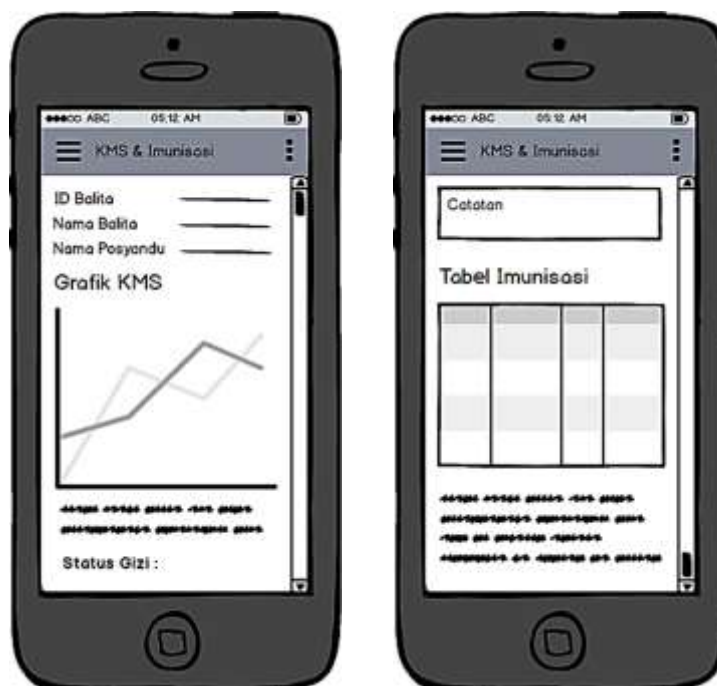 ABC 05:12 AM
KMS & Imunisasi
ID Balita
Nama Balita
Nama Posyandu
Grafik KMS
Status Gizi :
ABC 05:12 AM
KMS & Imunisasi
Catatan
Tabel Imunisasi